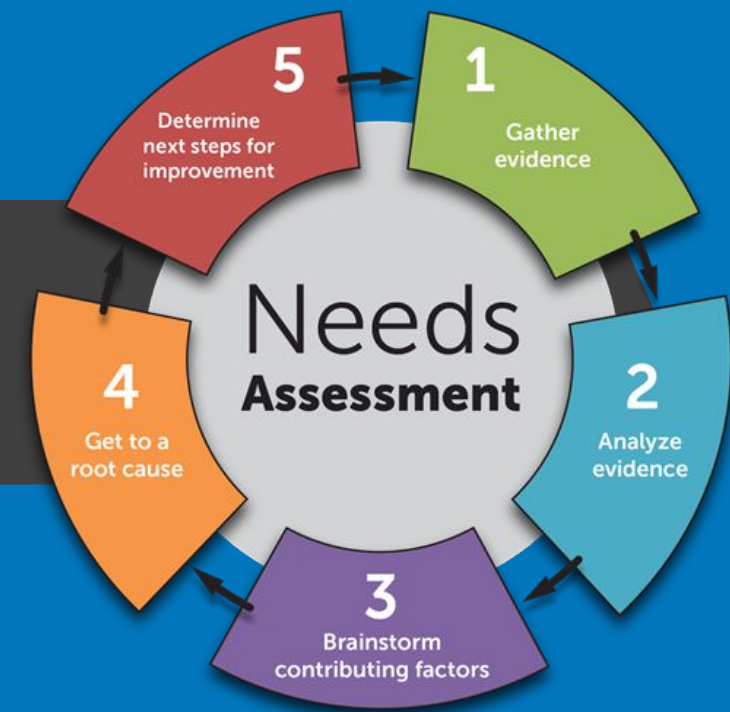 Needs
Assessment
1
Gather
evidence
2
Analyze
evidence
3
Brainstorm
contributing factors
4
Get to a
root cause
5
Determine
next steps for
improvement